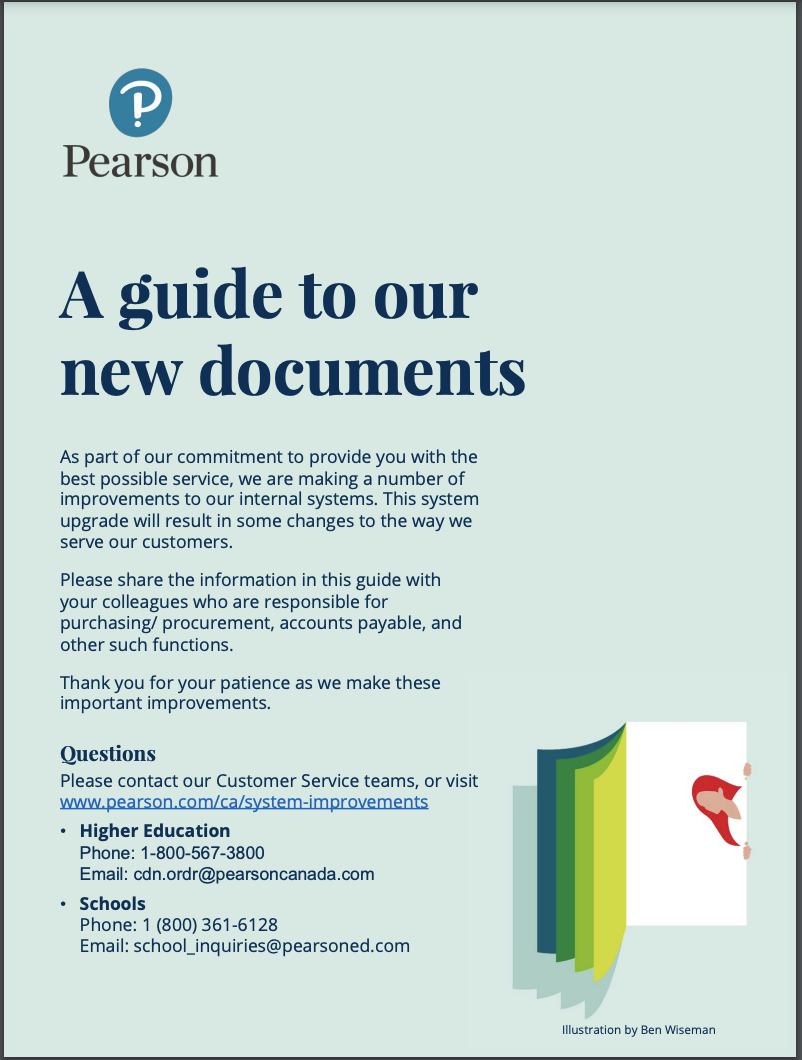 Pearson
A guide to our
new documents
As part of our commitment to provide you with the
best possible service, we are making a number of
improvements to our internal systems. This system
upgrade will result in some changes to the way we
serve our customers.
Please share the information in this guide with
your colleagues who are responsible for
purchasing/ procurement, accounts payable, and
other such functions.
Thank you for your patience as we make these
important improvements.
Questions
Please contact our Customer Service teams, or visit
www.pearson.com/ca/system-improvements
• Higher Education
Phone: 1-800-567-3800
Email: cdn.ordr@pearsoncanada.com
• Schools
Phone: 1 (800) 361-6128
Email: school_inquiries@pearsoned.com
Illustration by Ben Wiseman